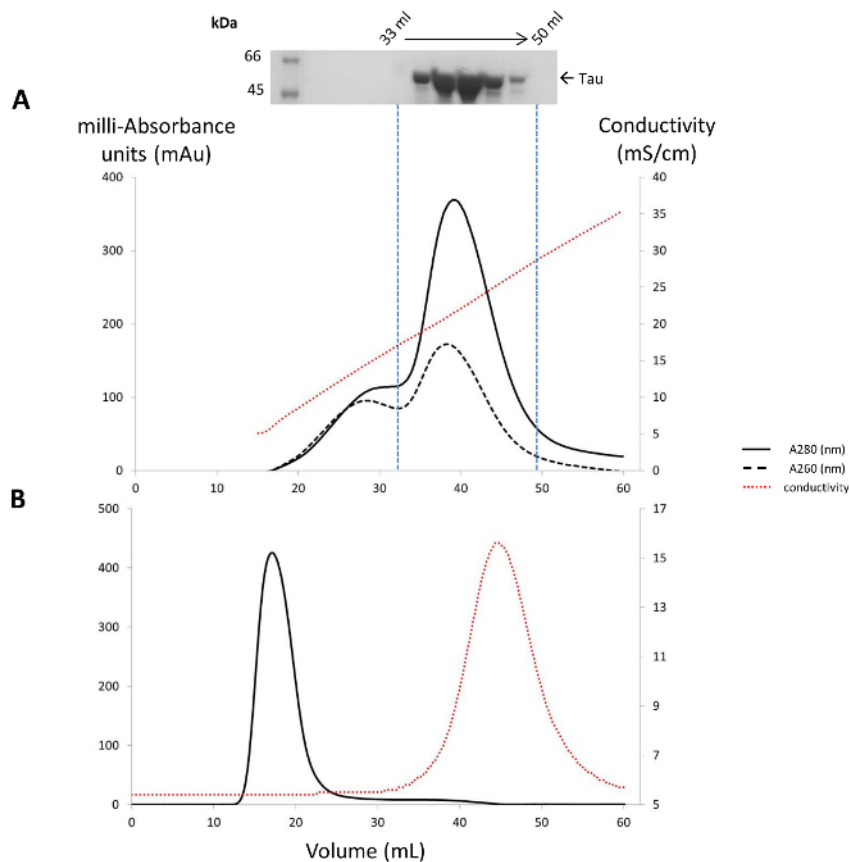 kDa
33 ml
50 ml
66
45
← Tau
A
milli-Absorbance
units (mAu)
Conductivity
(mS/cm)
400
300
200
100
0
40
35
30
25
20
15
10
5
0
0 10 20 30 40 50 60
A280 (nm)
A260 (nm)
conductivity
B
500
400
300
200
100
0
17
15
13
11
9
7
5
0 10 20 30 40 50 60
Volume (mL)